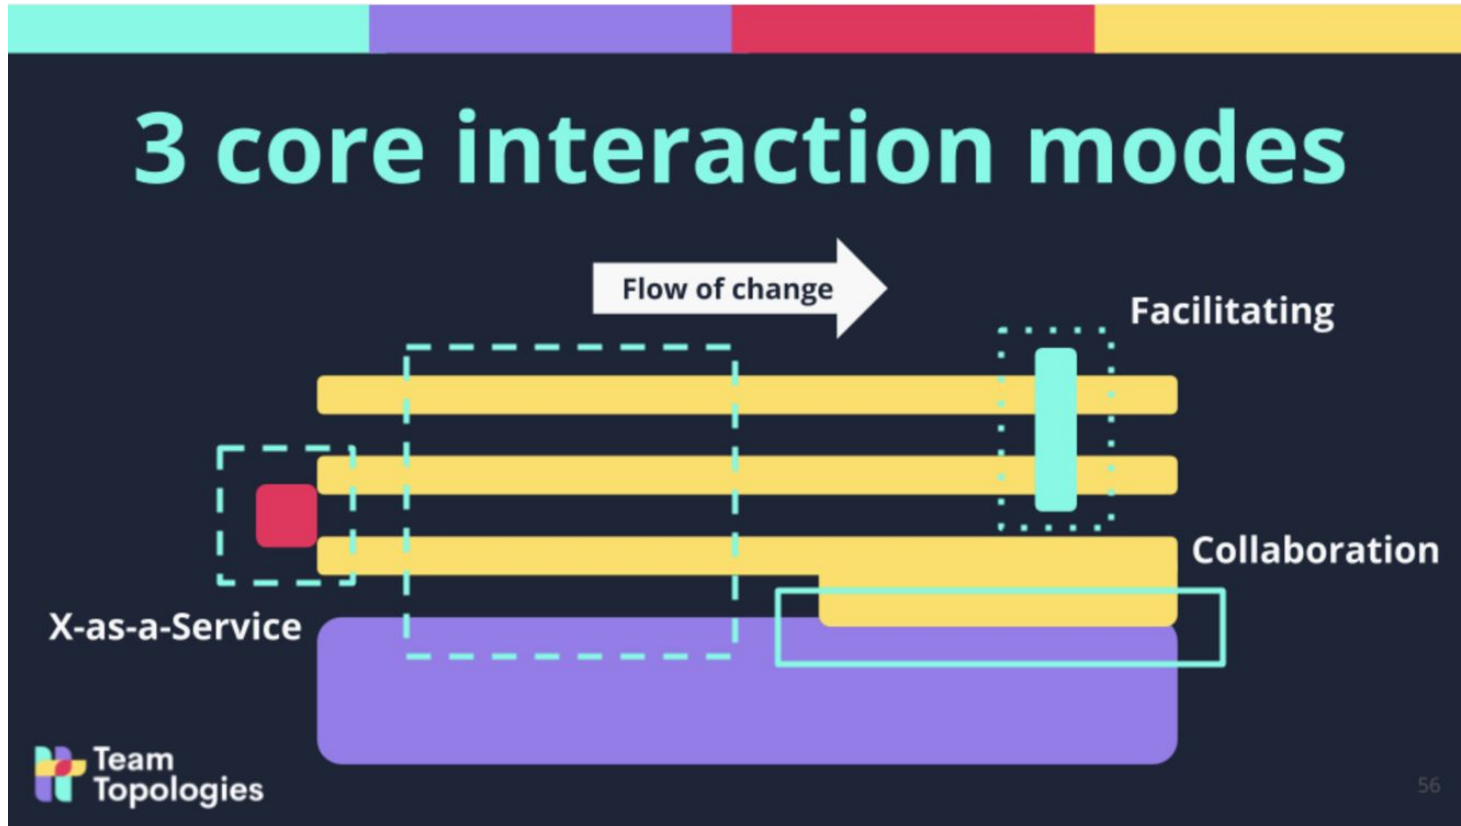 3 core interaction modes
Flow of change
Facilitating
Collaboration
X-as-a-Service
Team
Topologies
56